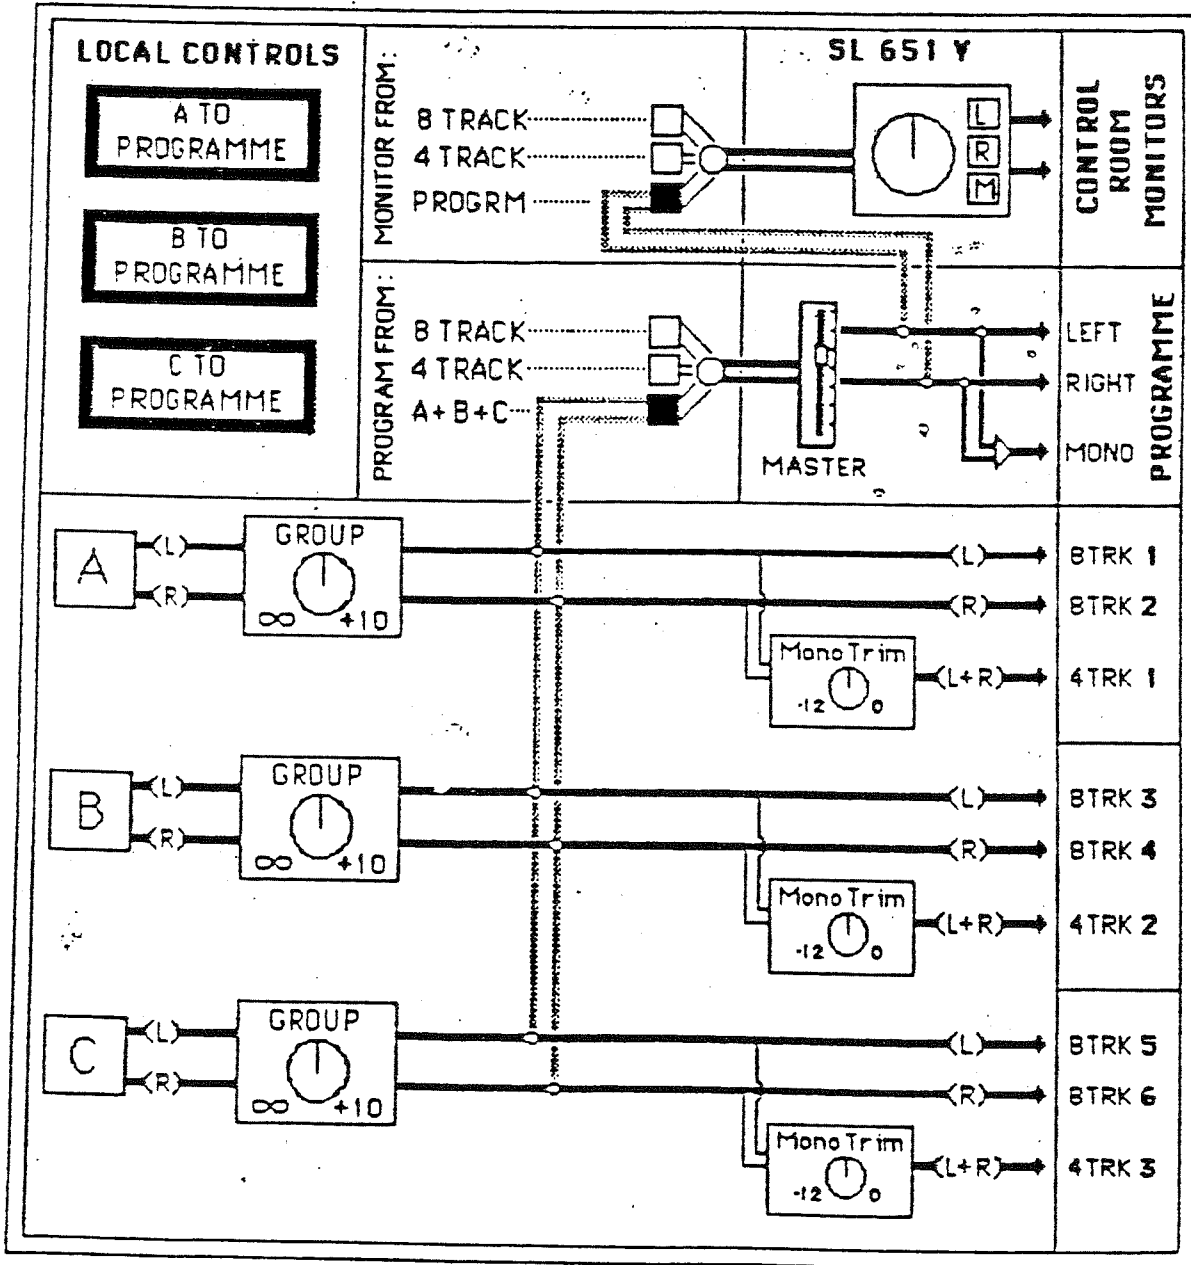 LOCAL CONTROLS
A TO
PROGRAMME
B TO
PROGRAMME
C TO
PROGRAMME
MONITOR FROM:
8 TRACK
4 TRACK
PROGRM
SL 651 Y
L
R
M
CONTROL
ROOM
MONITORS
PROGRAM FROM:
8 TRACK
4 TRACK
A+B+C
MASTER
LEFT
RIGHT
MONO
PROGRAMME
A
(L)
(R)
GROUP
∞ +10
(L)
(R)
Mono Trim
-12 0
(L+R)
8TRK 1
8TRK 2
4TRK 1
B
(L)
(R)
GROUP
∞ +10
(L)
(R)
Mono Trim
-12 0
(L+R)
8TRK 3
8TRK 4
4TRK 2
C
(L)
(R)
GROUP
∞ +10
(L)
(R)
Mono Trim
-12 0
(L+R)
8TRK 5
8TRK 6
4TRK 3